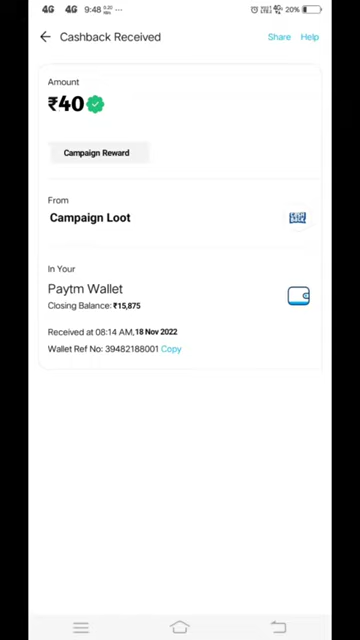 4G 4G 9:48 4G 20%
Cashback Received Share Help
Amount
₹40
Campaign Reward
From
Campaign Loot
In Your
Paytm Wallet
Closing Balance: ₹15,875
Received at 08:14 AM,18 Nov 2022
Wallet Ref No: 39482188001 Copy